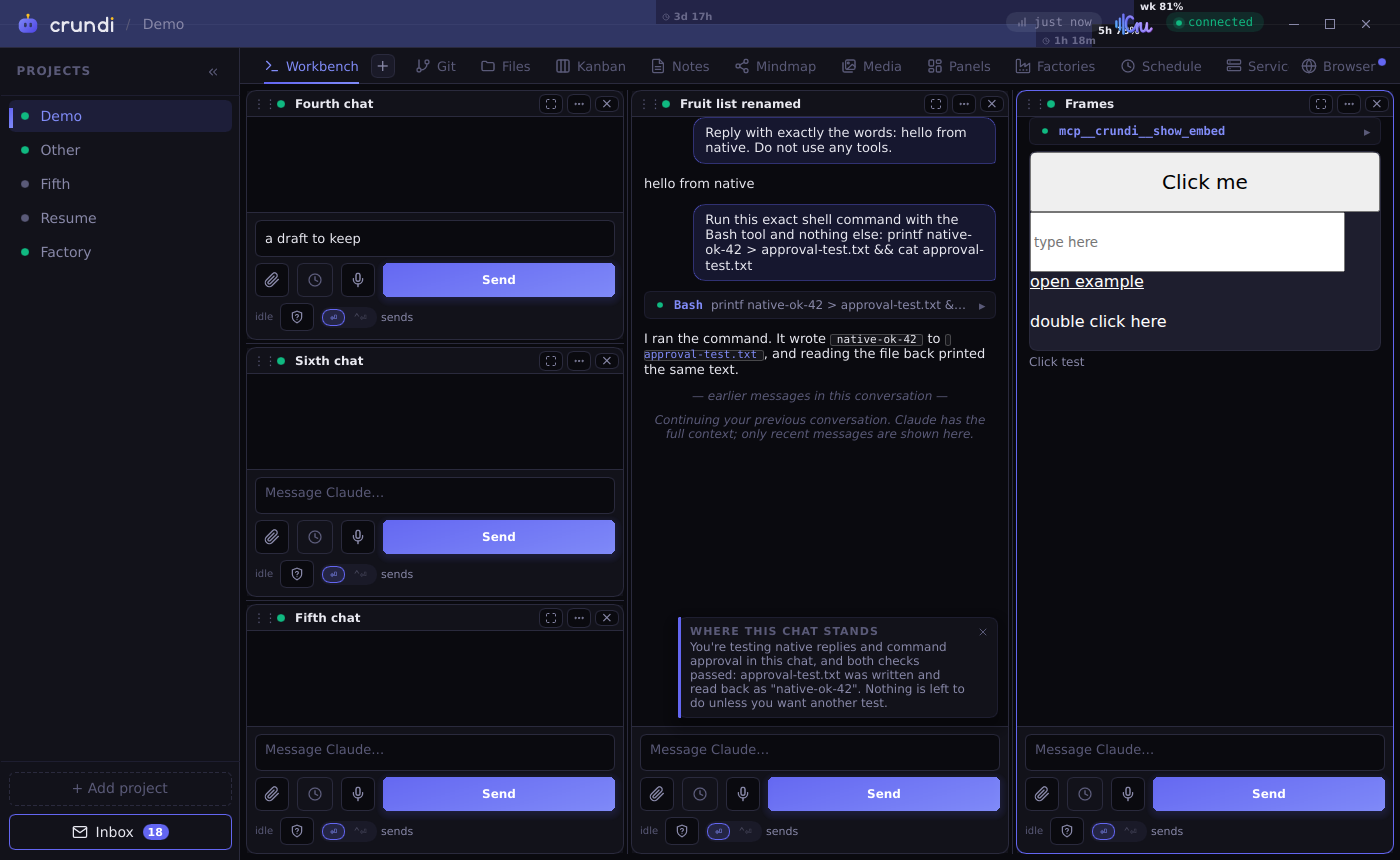 crundi / Demo
3d 17h
just now
wk 81%
5h
1h 18m
connected
PROJECTS
Demo
Other
Fifth
Resume
Factory
+ Add project
Inbox 18
Workbench
Git
Files
Kanban
Notes
Mindmap
Media
Panels
Factories
Schedule
Servic
Browser
Fourth chat
a draft to keep
Send
idle
sends
Sixth chat
Message Claude...
Send
idle
sends
Fifth chat
Message Claude...
Send
idle
sends
Fruit list renamed
Reply with exactly the words: hello from
native. Do not use any tools.
hello from native
Run this exact shell command with the
Bash tool and nothing else: printf native-
ok-42 > approval-test.txt && cat approval-
test.txt
Bash printf native-ok-42 > approval-test.txt &...
I ran the command. It wrote native-ok-42 to
approval-test.txt, and reading the file back printed
the same text.
— earlier messages in this conversation —
Continuing your previous conversation. Claude has the
full context; only recent messages are shown here.
WHERE THIS CHAT STANDS
You're testing native replies and command
approval in this chat, and both checks
passed: approval-test.txt was written and
read back as "native-ok-42". Nothing is left to
do unless you want another test.
Message Claude...
Send
idle
sends
Frames
mcp__crundi__show_embed
Click me
type here
open example
double click here
Click test
Message Claude...
Send
idle
sends